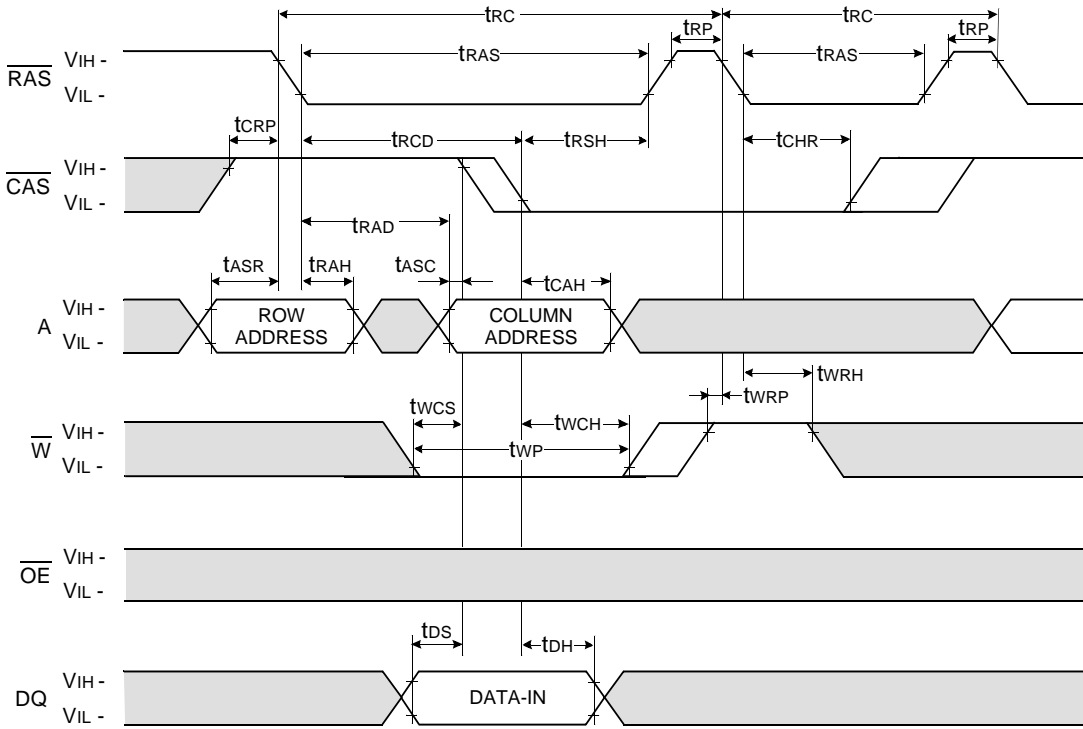 tRC tRC
tRP tRP
tRAS tRAS
RAS VIH -
VIL -
tCRP tRCD tRSH tCHR
CAS VIH -
VIL -
tRAD
tASR tRAH tASC tCAH
A VIH -
VIL -
ROW
ADDRESS
COLUMN
ADDRESS
tWRH
tWRP
tWCS tWCH
tWP
W VIH -
VIL -
OE VIH -
VIL -
tDS tDH
DQ VIH -
VIL -
DATA-IN